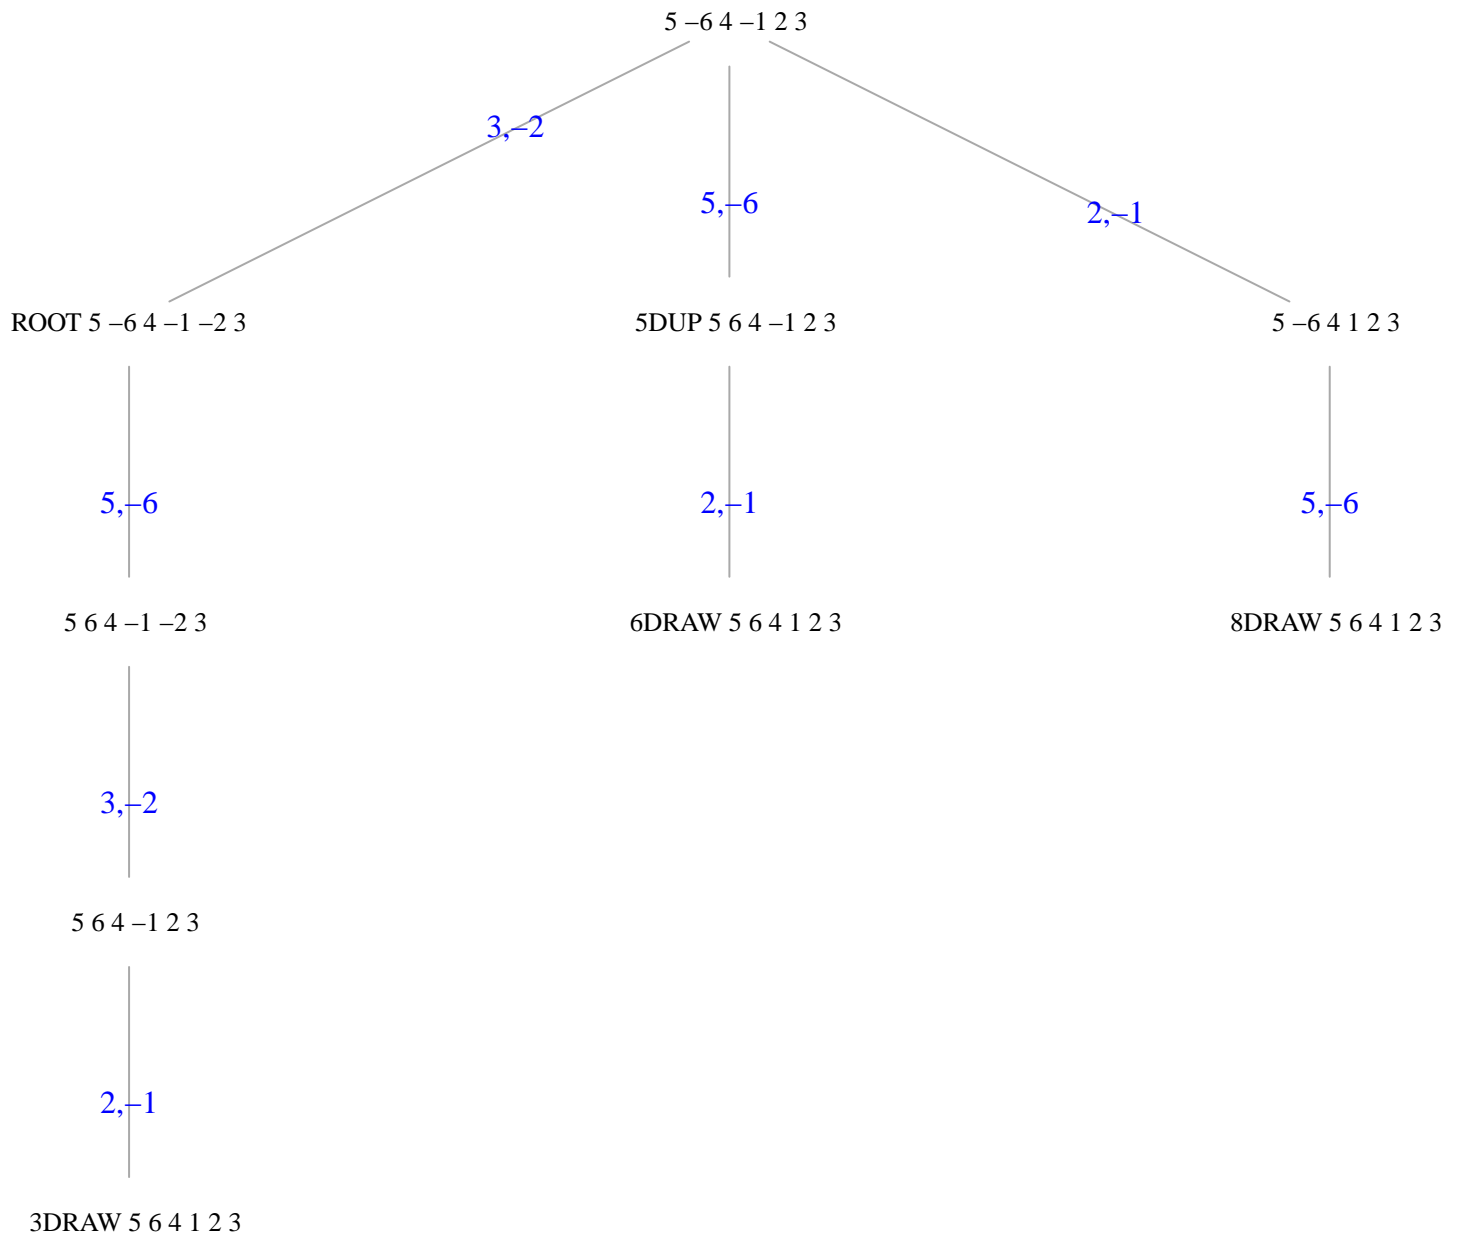 5 –6 4 –1 2 3
3,–2
5,–6
2,–1
ROOT 5 –6 4 –1 –2 3
5DUP 5 6 4 –1 2 3
5 –6 4 1 2 3
5,–6
2,–1
5,–6
5 6 4 –1 –2 3
6DRAW 5 6 4 1 2 3
8DRAW 5 6 4 1 2 3
3,–2
5 6 4 –1 2 3
2,–1
3DRAW 5 6 4 1 2 3